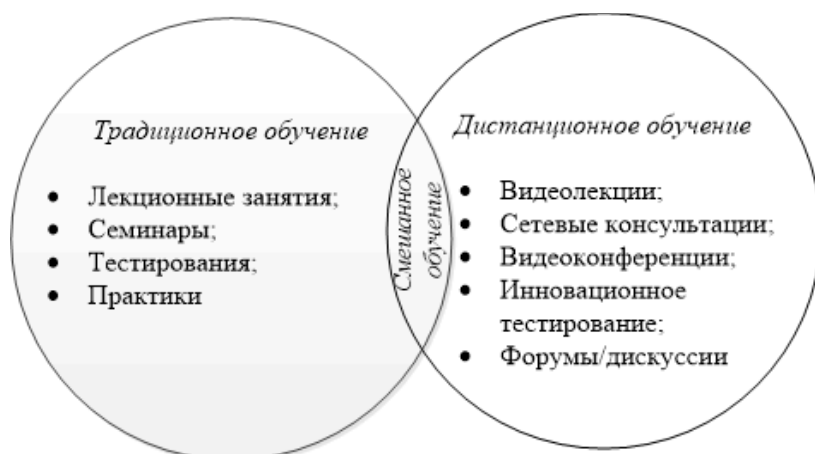 Традиционное обучение
• Лекционные занятия;
• Семинары;
• Тестирования;
• Практики
Смешанное
обучение
Дистанционное обучение
• Видеолекции;
• Сетевые консультации;
• Видеоконференции;
• Инновационное
тестирование;
• Форумы/дискуссии